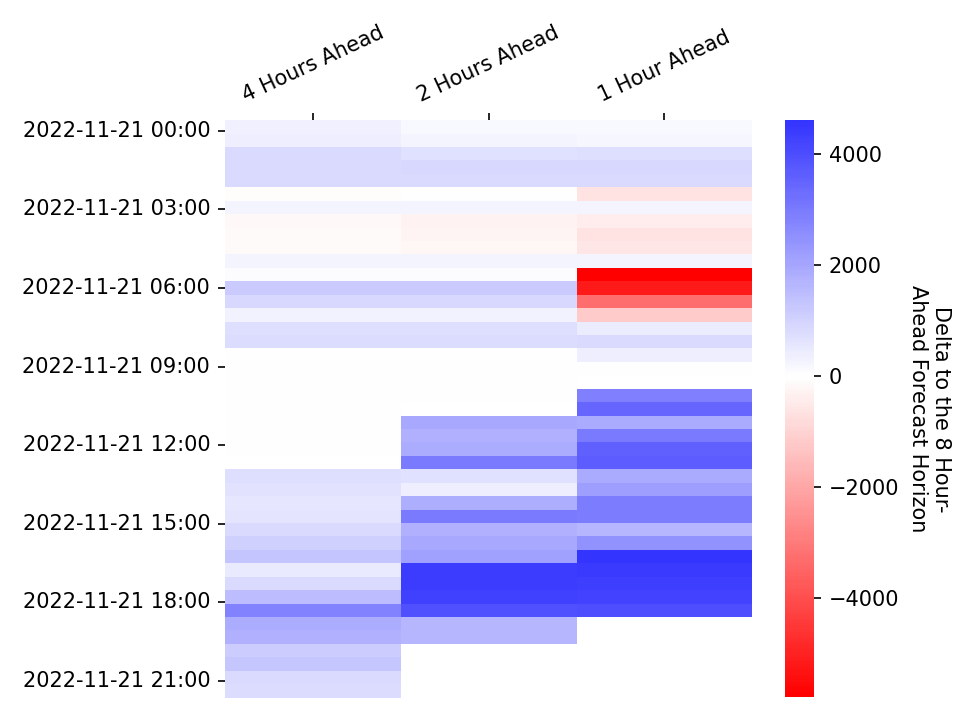 4 Hours Ahead
2 Hours Ahead
1 Hour Ahead
2022-11-21 00:00
2022-11-21 03:00
2022-11-21 06:00
2022-11-21 09:00
2022-11-21 12:00
2022-11-21 15:00
2022-11-21 18:00
2022-11-21 21:00
4000
2000
0
−2000
−4000
Delta to the 8 Hour-
Ahead Forecast Horizon